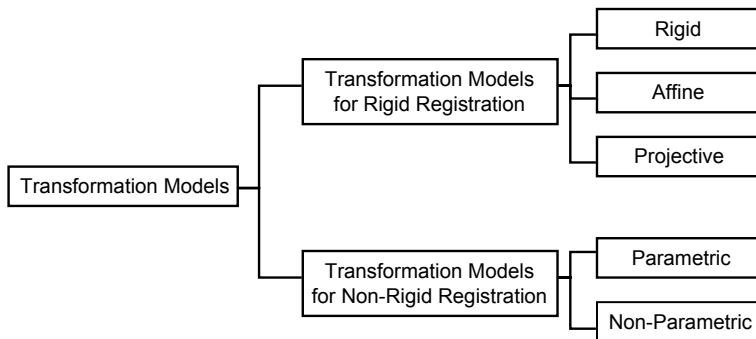 Transformation Models
Transformation Models
for Rigid Registration
Rigid
Affine
Projective
Transformation Models
for Non-Rigid Registration
Parametric
Non-Parametric